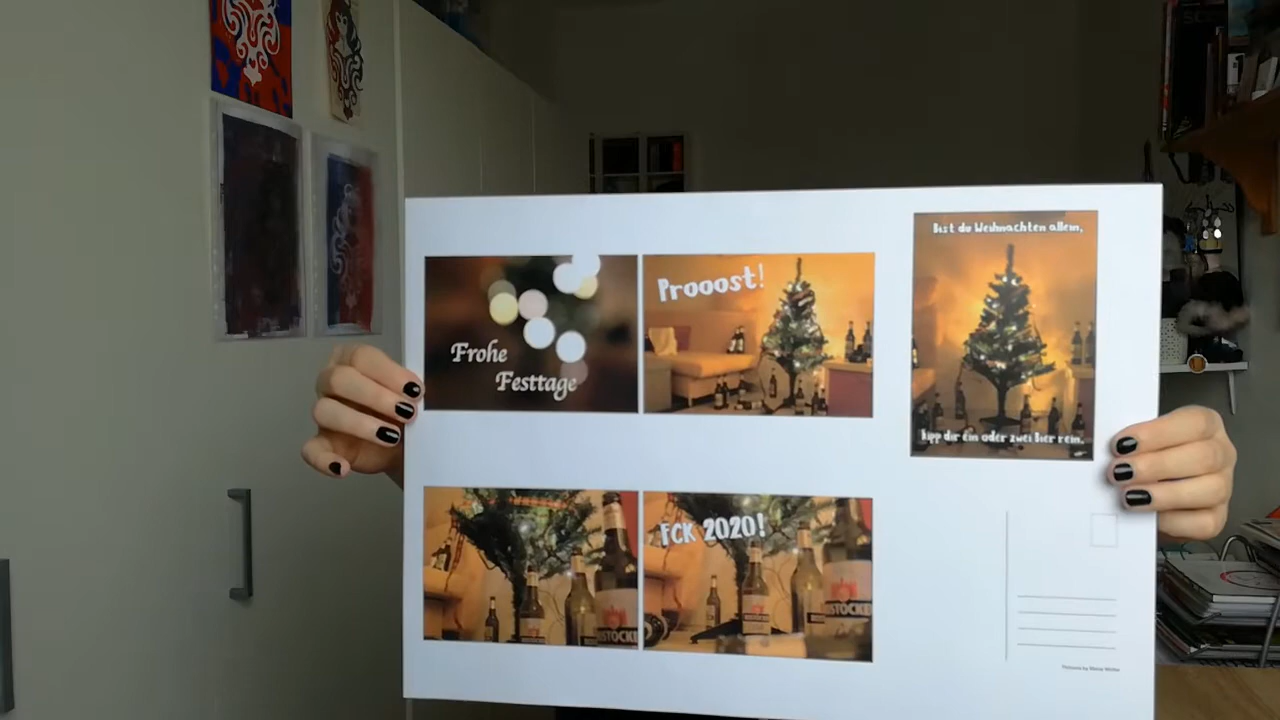 Frohe
Festtage
Prooost!
Bist du Weihnachten allein,
kipp dir ein oder zwei Bier rein.
FCK 2020!